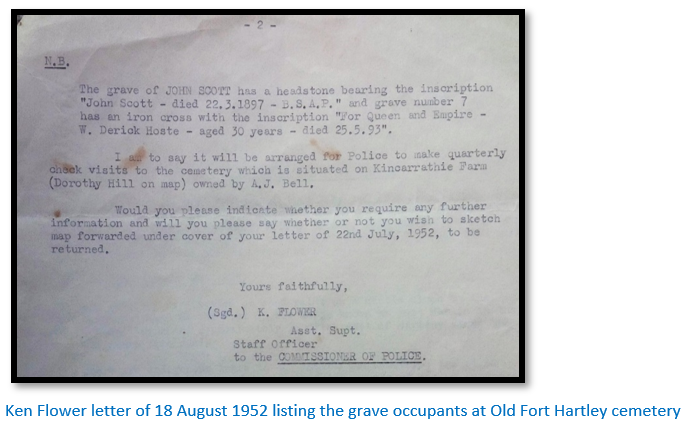 - 2 -
N.B.
The grave of JOHN SCOTT has a headstone bearing the inscription
"John Scott - died 22.3.1897 - B.S.A.P." and grave number 7
has an iron cross with the inscription "For Queen and Empire -
W. Derick Hoste - aged 30 years - died 25.5.93".
I am to say it will be arranged for Police to make quarterly
check visits to the cemetery which is situated on Kincarrathie Farm
(Dorothy Hill on map) owned by A.J. Bell.
Would you please indicate whether you require any further
information and will you please say whether or not you wish to sketch
map forwarded under cover of your letter of 22nd July, 1952, to be
returned.
Yours faithfully,
(Sgd.) K. FLOWER
Asst. Supt.
Staff Officer
to the COMMISSIONER OF POLICE.
Ken Flower letter of 18 August 1952 listing the grave occupants at Old Fort Hartley cemetery